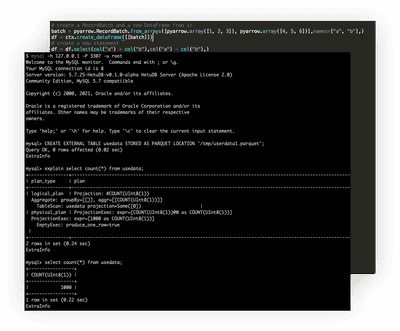 # create a RecordBatch and a new DataFrame from it
batch = pyarrow.RecordBatch.from_arrays([pyarrow.array([1, 2, 3]), pyarrow.array([4, 5, 6])],names=["a", "b"],)
df = ctx.create_dataframe([[batch]])
# create a new statement
df = df.select(col("a") + col("b"),col("a") - col("b"),)
$ mysql -h 127.0.0.1 -P 3307 -u root
Welcome to the MySQL monitor.  Commands end with ; or \g.
Your MySQL connection id is 8
Server version: 5.7.25-HetuDB-v0.1.0-alpha HetuDB Server (Apache License 2.0)
Community Edition, MySQL 5.7 compatible
Copyright (c) 2000, 2021, Oracle and/or its affiliates.
Oracle is a registered trademark of Oracle Corporation and/or its
affiliates. Other names may be trademarks of their respective
owners.
Type 'help;' or '\h' for help. Type '\c' to clear the current input statement.
mysql> CREATE EXTERNAL TABLE usedata STORED AS PARQUET LOCATION '/tmp/userdata1.parquet';
Query OK, 0 rows affected (0.02 sec)
ExtraInfo
mysql> explain select count(*) from usedata;
| plan_type | plan
| logical_plan | Projection: #COUNT(UInt8(1))
Aggregate: groupBy=[[]], aggr=[[COUNT(UInt8(1))]]
TableScan: usedata projection=Some([0]) |
| physical_plan | ProjectionExec: expr=[COUNT(UInt8(1))@0 as COUNT(UInt8(1))]
ProjectionExec: expr=[1000 as COUNT(UInt8(1))]
EmptyExec: produce_one_row=true
|
2 rows in set (0.24 sec)
ExtraInfo
mysql> select count(*) from usedata;
| COUNT(UInt8(1)) |
| 1000 |
1 row in set (0.22 sec)
ExtraInfo